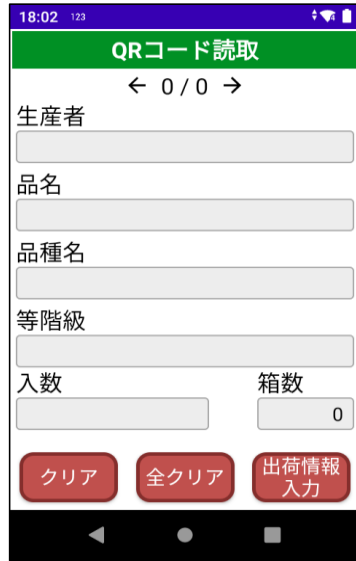 18:02 123
QRコード読取
← 0 / 0 →
生産者
品名
品種名
等階級
入数 箱数
0
クリア 全クリア 出荷情報
入力